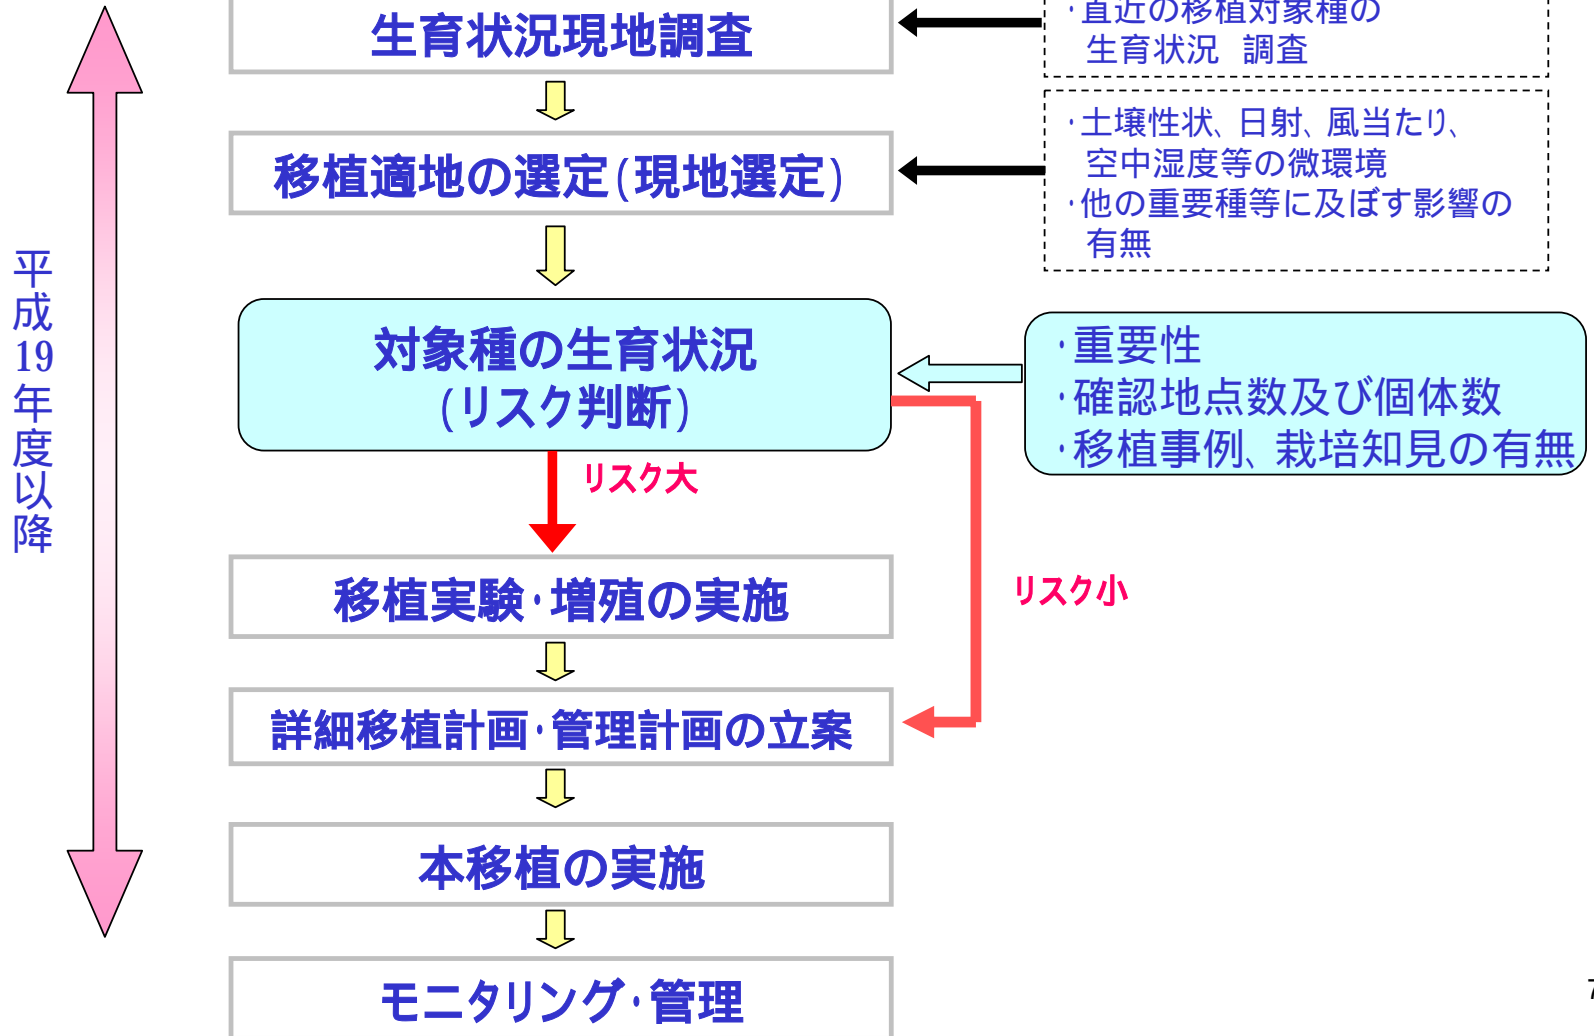 ・直近の移植対象種の
生育状況 調査
生育状況現地調査
移植適地の選定(現地選定)
・土壌性状、日射、風当たり、
空中湿度等の微環境
・他の重要種等に及ぼす影響の
有無
平成19年度以降
対象種の生育状況
(リスク判断)
・重要性
・確認地点数及び個体数
・移植事例、栽培知見の有無
リスク大
リスク小
移植実験・増殖の実施
詳細移植計画・管理計画の立案
本移植の実施
モニタリング・管理
7